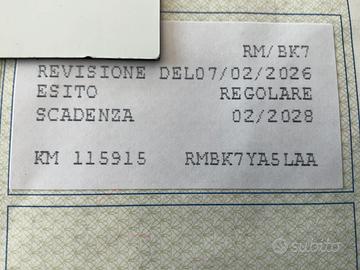 RM/BK7
REVISIONE DEL07/02/2026
ESITO REGOLARE
SCADENZA 02/2028
KM 115915 RMBK7YA5LAA
subito